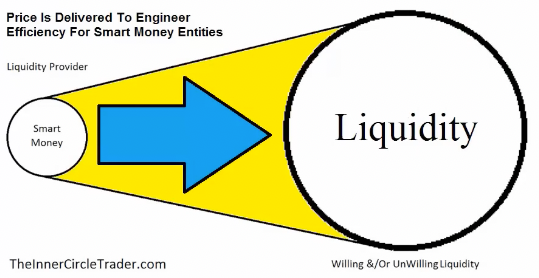 Price Is Delivered To Engineer
Efficiency For Smart Money Entities
Liquidity Provider
Smart
Money
Liquidity
TheInnerCircleTrader.com
Willing &/Or UnWilling Liquidity